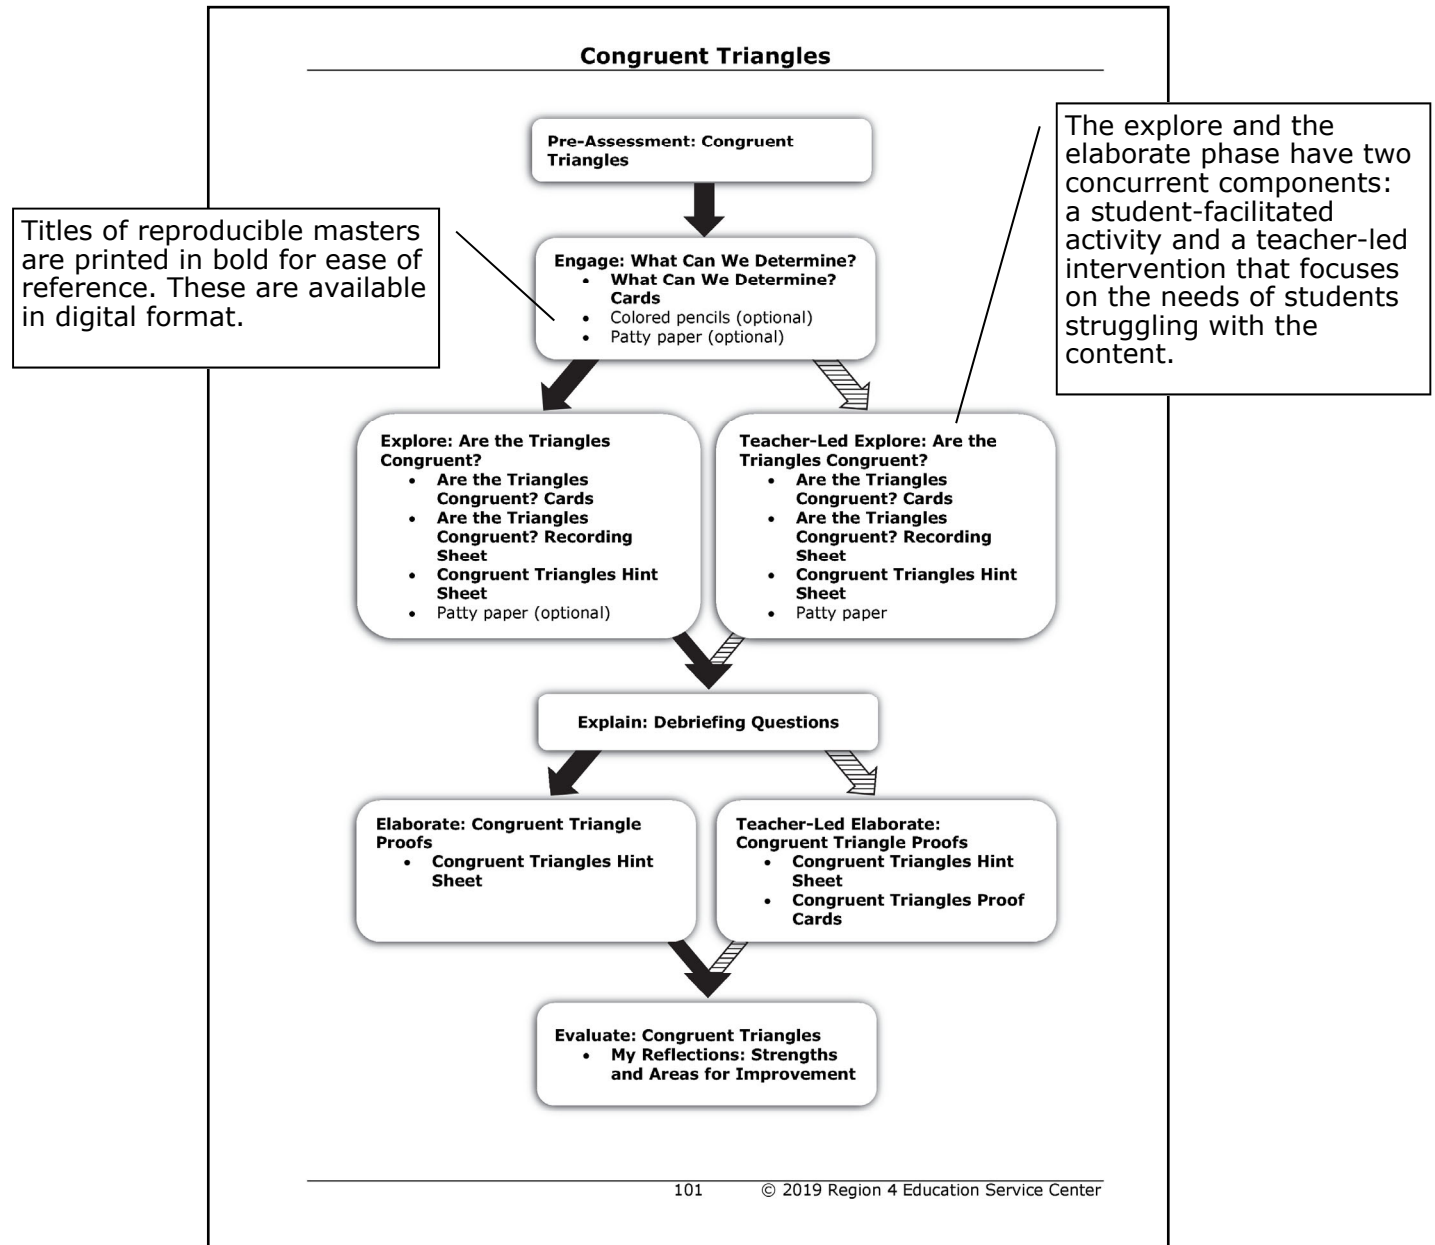 Congruent Triangles
Pre-Assessment: Congruent
Triangles
The explore and the
elaborate phase have two
concurrent components:
a student-facilitated
activity and a teacher-led
intervention that focuses
on the needs of students
struggling with the
content.
Titles of reproducible masters
are printed in bold for ease of
reference. These are available
in digital format.
Engage: What Can We Determine?
• What Can We Determine?
Cards
• Colored pencils (optional)
• Patty paper (optional)
Explore: Are the Triangles
Congruent?
• Are the Triangles
Congruent? Cards
• Are the Triangles
Congruent? Recording
Sheet
• Congruent Triangles Hint
Sheet
• Patty paper (optional)
Teacher-Led Explore: Are the
Triangles Congruent?
• Are the Triangles
Congruent? Cards
• Are the Triangles
Congruent? Recording
Sheet
• Congruent Triangles Hint
Sheet
• Patty paper
Explain: Debriefing Questions
Elaborate: Congruent Triangle
Proofs
• Congruent Triangles Hint
Sheet
Teacher-Led Elaborate:
Congruent Triangle Proofs
• Congruent Triangles Hint
Sheet
• Congruent Triangles Proof
Cards
Evaluate: Congruent Triangles
• My Reflections: Strengths
and Areas for Improvement
101 © 2019 Region 4 Education Service Center